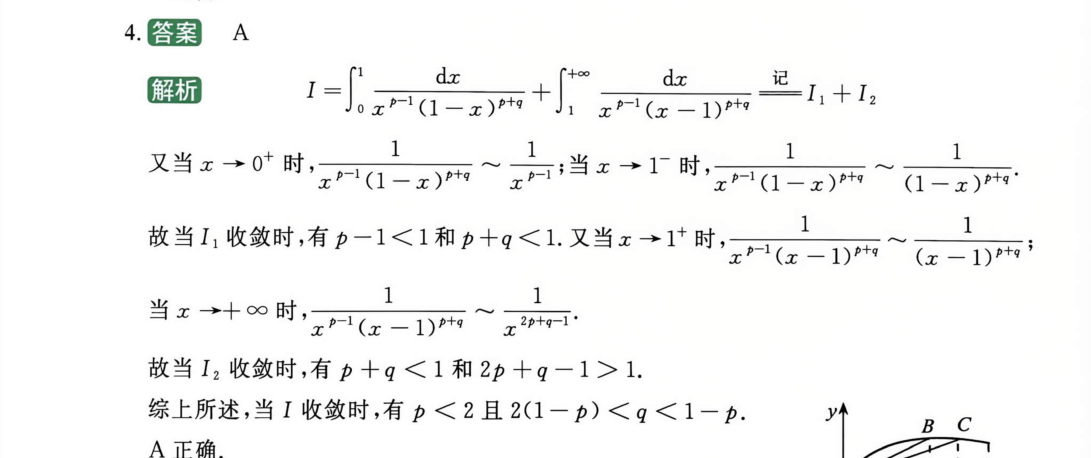 4. 答案 A
解析 I=∫₀¹ dx/(x^{p-1}(1-x)^{p+q}) + ∫₁^{+∞} dx/(x^{p-1}(x-1)^{p+q}) ══记══ I₁+I₂
又当 x→0⁺ 时,1/(x^{p-1}(1-x)^{p+q}) ~ 1/x^{p-1};当 x→1⁻ 时,1/(x^{p-1}(1-x)^{p+q}) ~ 1/(1-x)^{p+q}.
故当 I₁ 收敛时,有 p-1<1 和 p+q<1. 又当 x→1⁺ 时,1/(x^{p-1}(x-1)^{p+q}) ~ 1/(x-1)^{p+q};
当 x→+∞ 时,1/(x^{p-1}(x-1)^{p+q}) ~ 1/x^{2p+q-1}.
故当 I₂ 收敛时,有 p+q<1 和 2p+q-1>1.
综上所述,当 I 收敛时,有 p<2 且 2(1-p)<q<1-p.
A 正确.
y B C